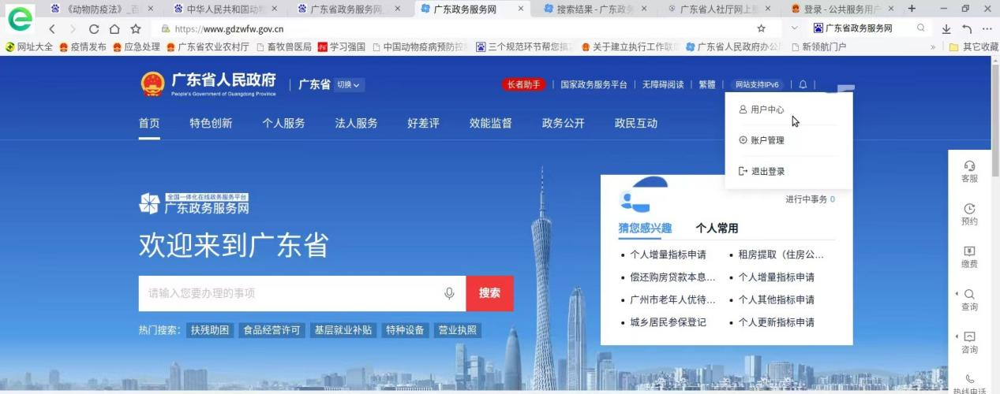 《动物防疫法》_百
中华人民共和国动物
广东省政务服务网_
广东政务服务网
搜索结果 - 广东政务
广东省人社厅网上服
登录 - 公共服务用户
https://www.gdzwfw.gov.cn
广东省政务服务网
网址大全
疫情发布
应急处理
广东省农业农村厅
畜牧兽医局
学习强国
中国动物疫病预防控
三个规范环节帮您搞
关于建立执行工作联
广东省人民政府办公
新领航门户
»
其它收藏
广东省人民政府
People's Government of Guangdong Province
广东省 切换
长者助手
国家政务服务平台
无障碍阅读
繁體
网站支持IPv6
首页
特色创新
个人服务
法人服务
好差评
效能监督
政务公开
政民互动
用户中心
账户管理
退出登录
全国一体化在线政务服务平台
广东政务服务网
欢迎来到广东省
请输入您要办理的事项
搜索
热门搜索: 扶残助困 食品经营许可 基层就业补贴 特种设备 营业执照
进行中事务 0
猜您感兴趣 个人常用
个人增量指标申请 租房提取（住房公...
偿还购房贷款本息... 个人增量指标申请
广州市老年人优待... 个人其他指标申请
城乡居民参保登记 个人更新指标申请
客服
预约
缴费
查询
咨询
热线电话